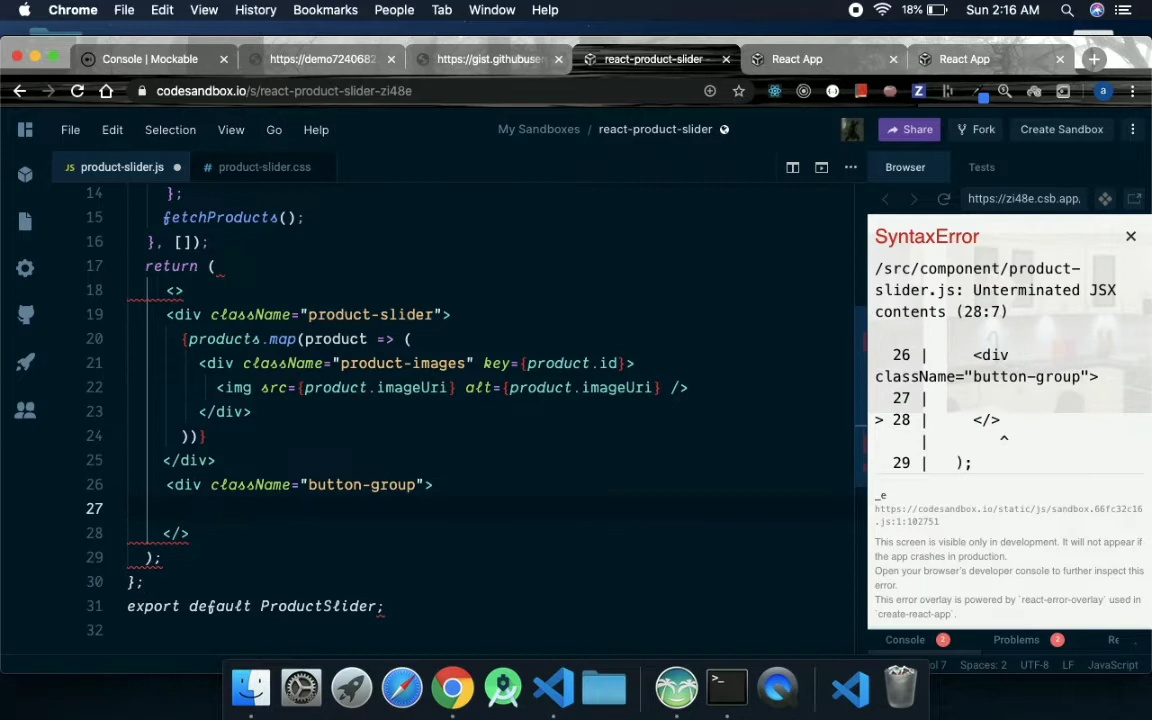 Chrome File Edit View History Bookmarks People Tab Window Help 18% Sun 2:16 AM
Console | Mockable https://demo7240682 https://gist.githubuser react-product-slider React App React App
codesandbox.io/s/react-product-slider-zi48e
File Edit Selection View Go Help My Sandboxes / react-product-slider Share Fork Create Sandbox
JS product-slider.js # product-slider.css Browser Tests
https://zi48e.csb.app,
14 };
15 fetchProducts();
16 }, []);
17 return (
18 <>
19 <div className="product-slider">
20 {products.map(product => (
21 <div className="product-images" key={product.id}>
22 <img src={product.imageUri} alt={product.imageUri} />
23 </div>
24 ))}
25 </div>
26 <div className="button-group">
27
28 </>
29 );
30 };
31 export default ProductSlider;
32
SyntaxError
/src/component/product-
slider.js: Unterminated JSX
contents (28:7)
26 | <div
className="button-group">
27 |
> 28 | </>
| ^
29 | );
_e
https://codesandbox.io/static/js/sandbox.66fc32c16
.js:1:102751
This screen is visible only in development. It will not appear if
the app crashes in production.
Open your browser's developer console to further inspect this
error.
This error overlay is powered by `react-error-overlay` used in
`create-react-app`.
Console 2 Problems 2 Re
ol 7 Spaces: 2 UTF-8 LF JavaScript